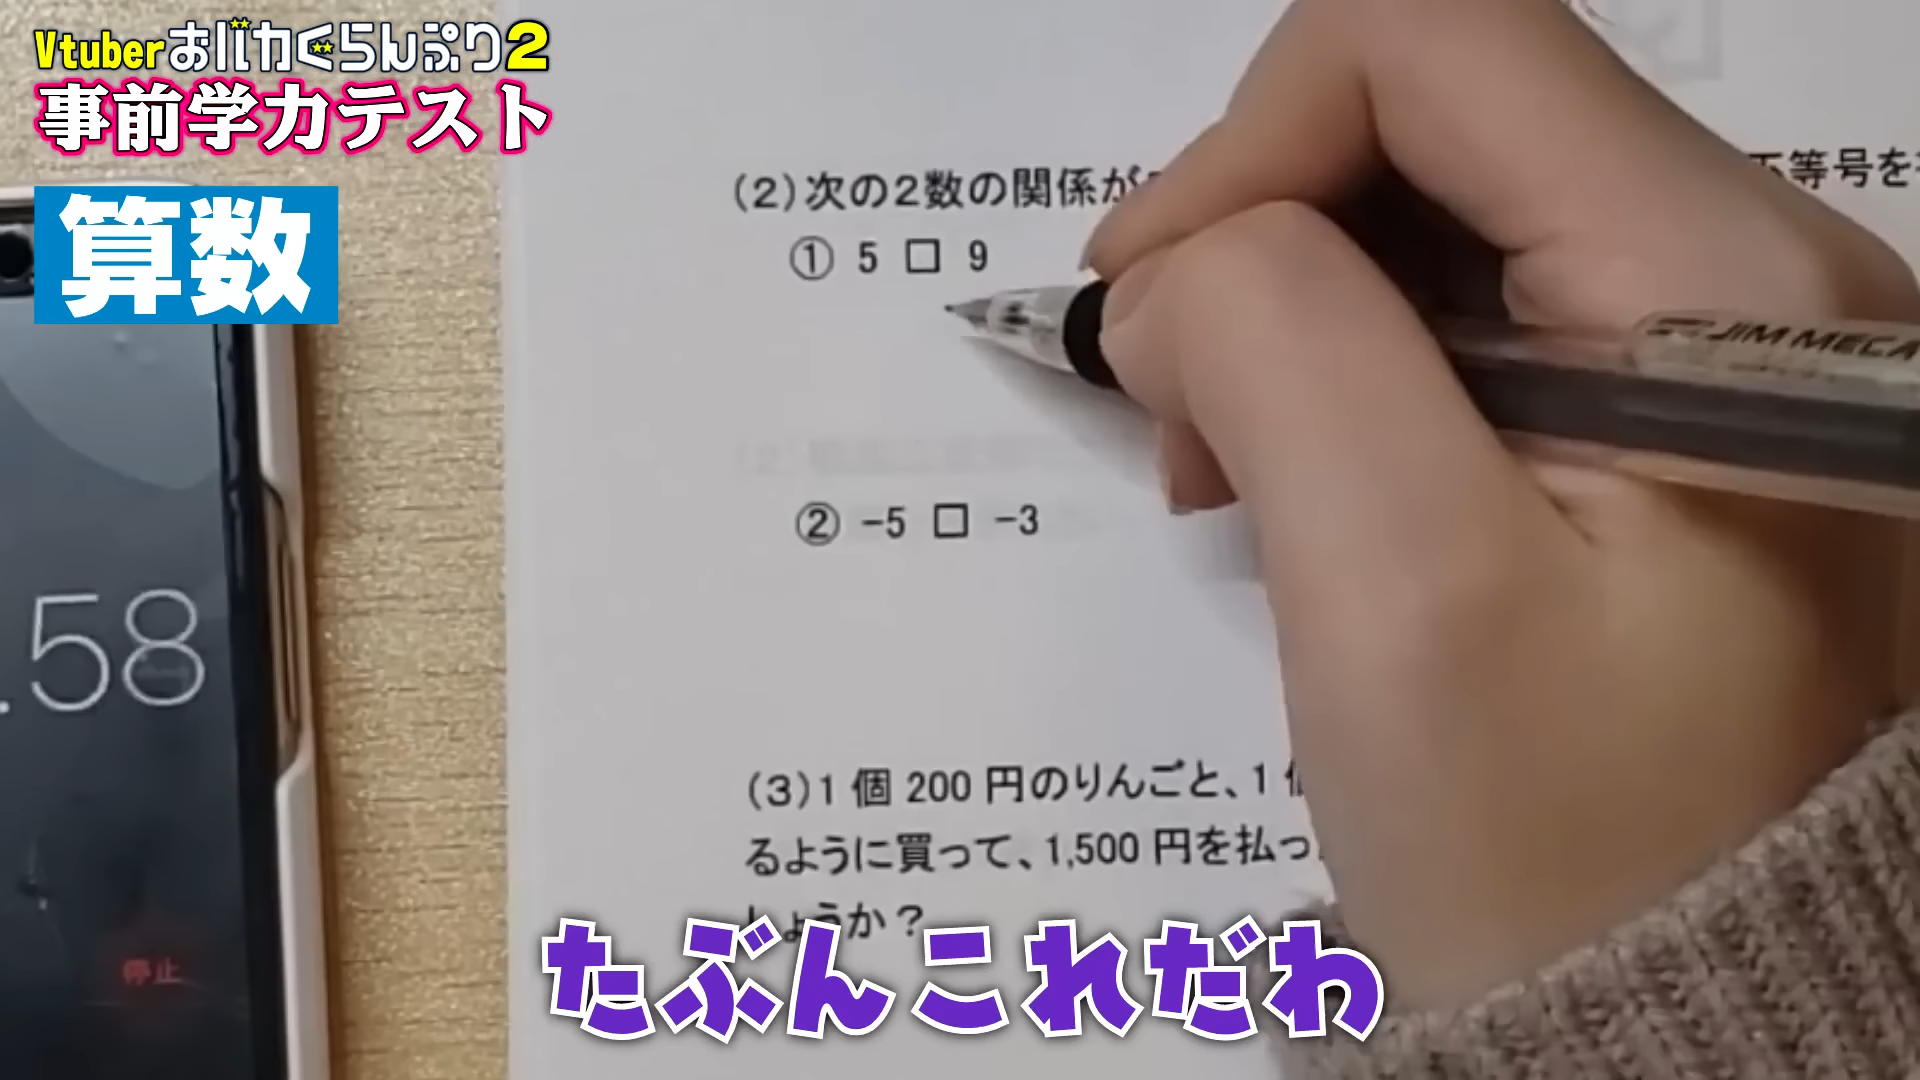 Vtuberおバカぐらんぷり2
事前学力テスト
算数
(2)次の2数の関係が
不等号を
① 5 □ 9
JIM MECA
② -5 □ -3
.58
(3)1 個 200 円のりんごと、1
るように買って、1,500 円を払っ
しょうか？
停止
たぶんこれだわ